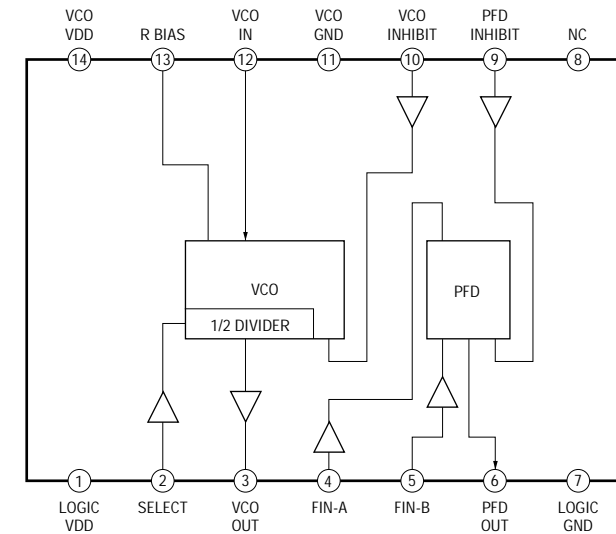 VCO
VDD
R BIAS
VCO
IN
VCO
GND
VCO
INHIBIT
PFD
INHIBIT
NC
14
13
12
11
10
9
8
VCO
1/2 DIVIDER
PFD
1
2
3
4
5
6
7
LOGIC
VDD
SELECT
VCO
OUT
FIN-A
FIN-B
PFD
OUT
LOGIC
GND